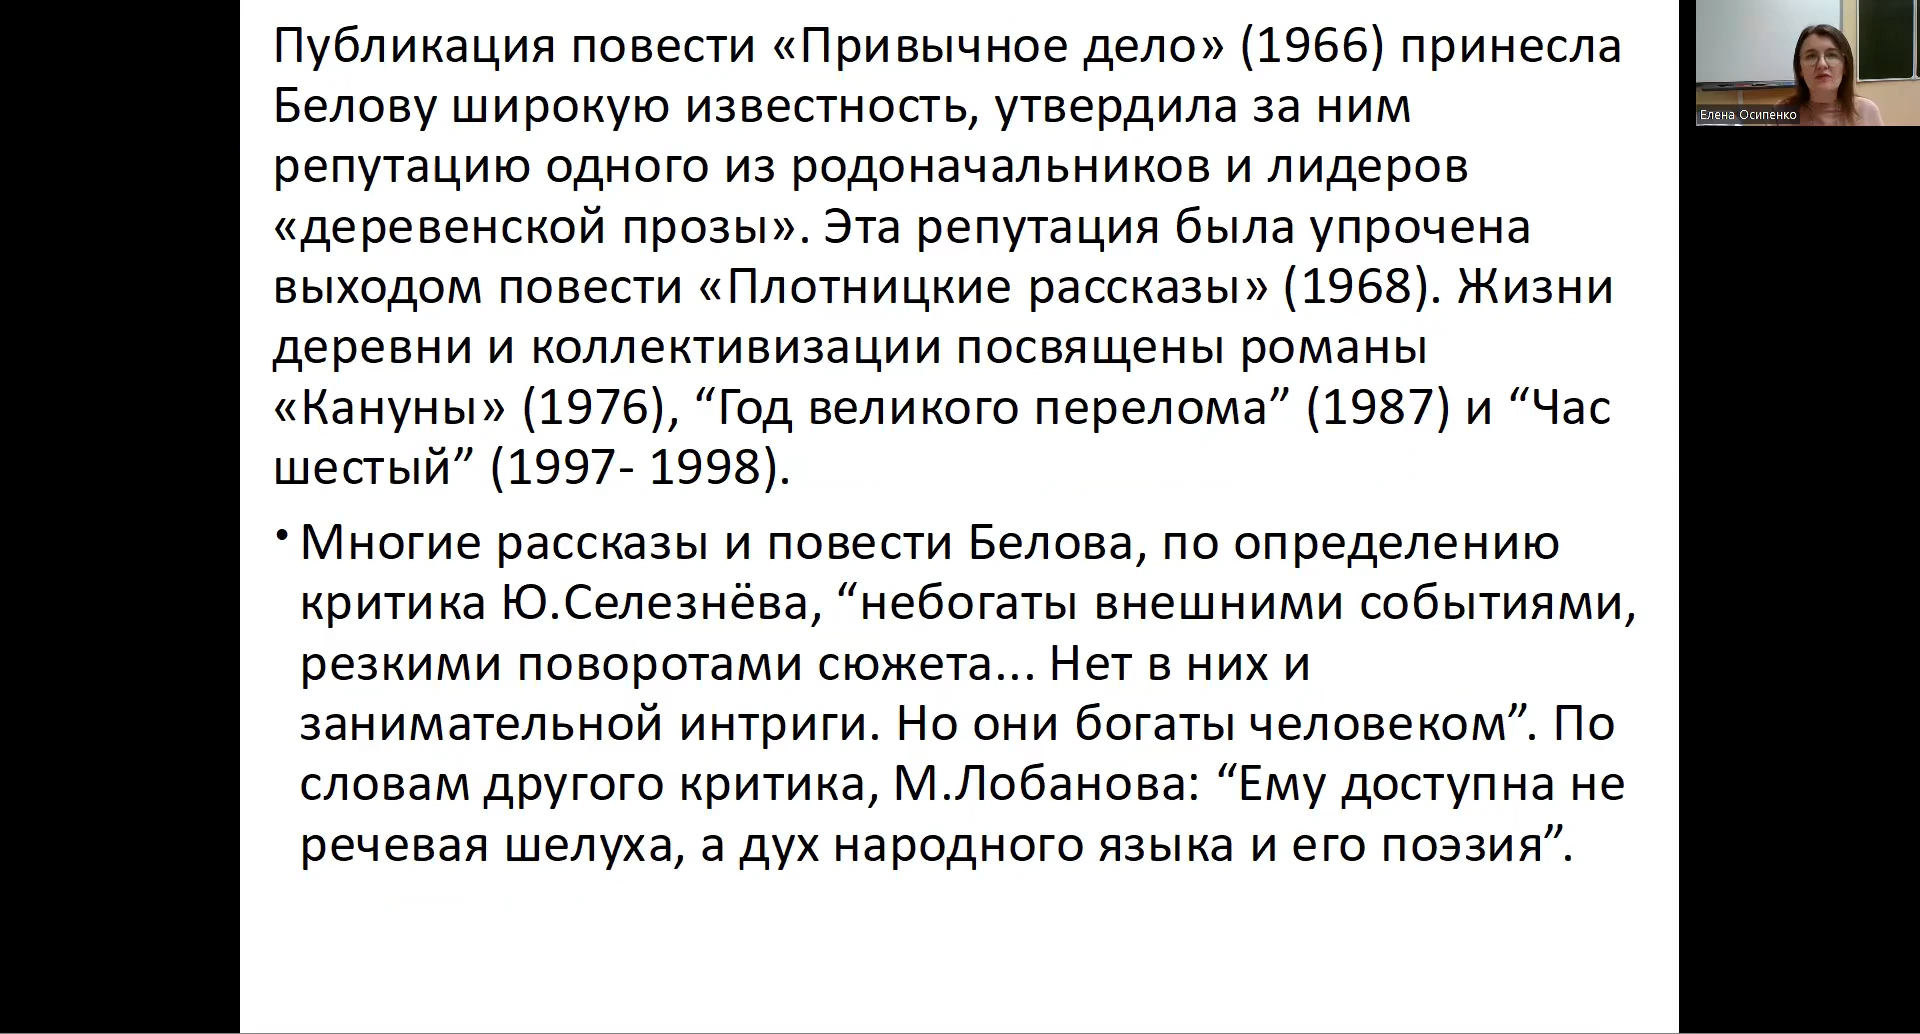 Публикация повести «Привычное дело» (1966) принесла
Белову широкую известность, утвердила за ним
репутацию одного из родоначальников и лидеров
«деревенской прозы». Эта репутация была упрочена
выходом повести «Плотницкие рассказы» (1968). Жизни
деревни и коллективизации посвящены романы
«Кануны» (1976), “Год великого перелома” (1987) и “Час
шестый” (1997- 1998).
• Многие рассказы и повести Белова, по определению
критика Ю.Селезнёва, “небогаты внешними событиями,
резкими поворотами сюжета... Нет в них и
занимательной интриги. Но они богаты человеком”. По
словам другого критика, М.Лобанова: “Ему доступна не
речевая шелуха, а дух народного языка и его поэзия”.
Елена Осипенко